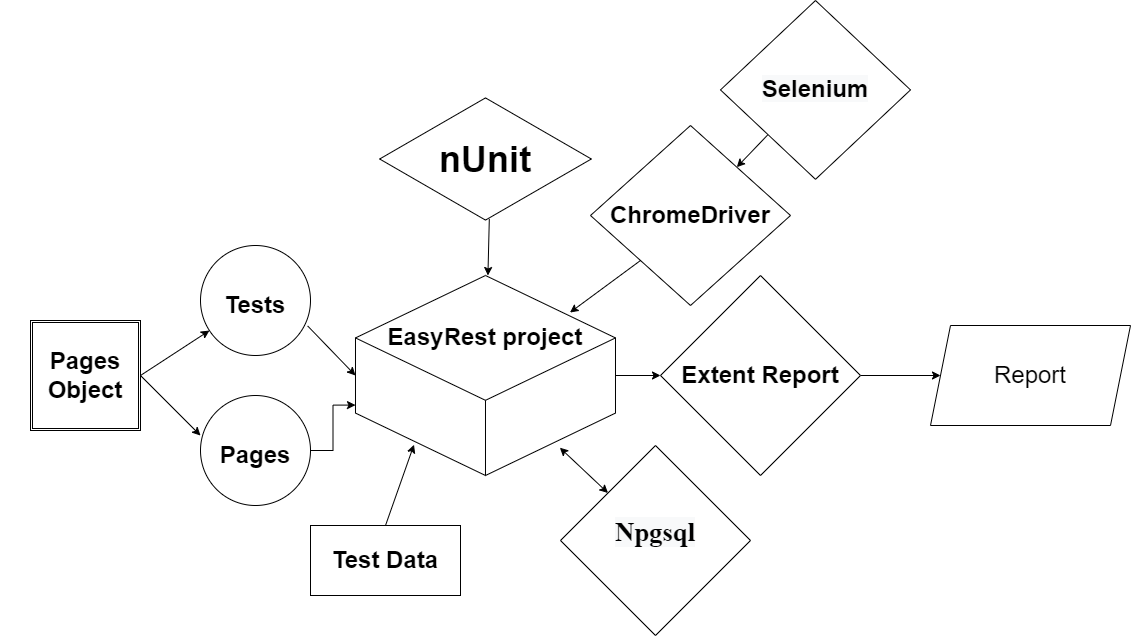 Selenium
nUnit
ChromeDriver
Tests
EasyRest project
Pages
Object
Extent Report
Report
Pages
Npgsql
Test Data